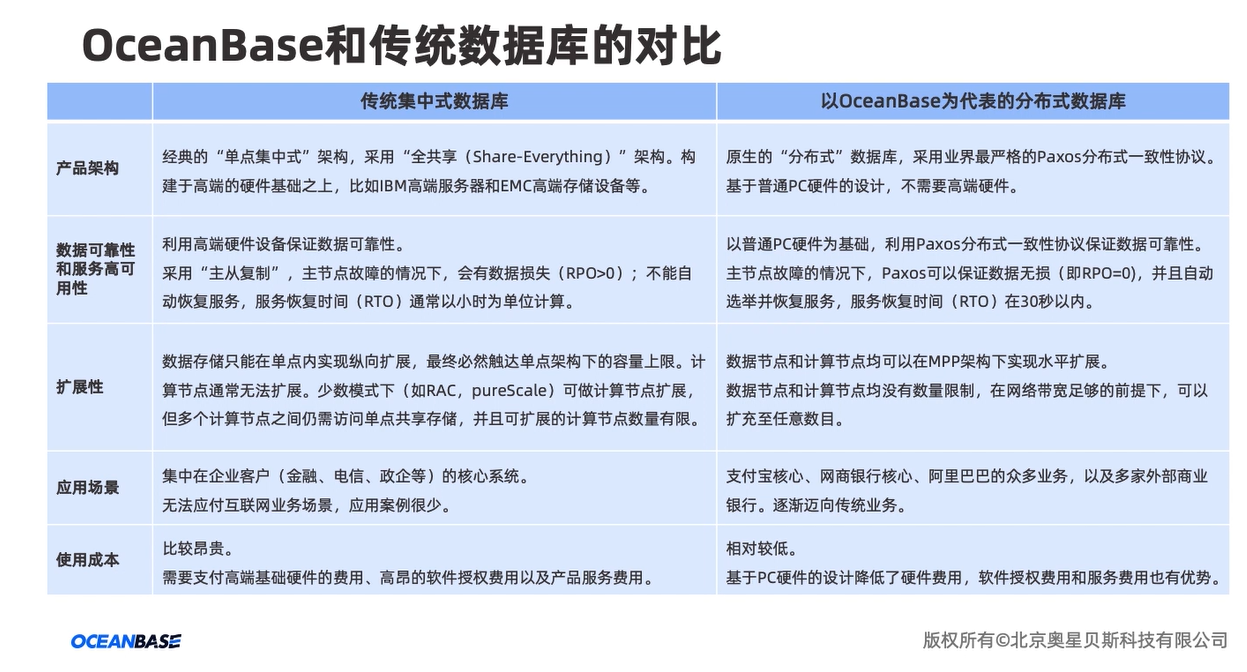 OceanBase和传统数据库的对比
传统集中式数据库
以OceanBase为代表的分布式数据库
产品架构
经典的“单点集中式”架构，采用“全共享（Share-Everything）”架构。构
建于高端的硬件基础之上，比如IBM高端服务器和EMC高端存储设备等。
原生的“分布式”数据库，采用业界最严格的Paxos分布式一致性协议。
基于普通PC硬件的设计，不需要高端硬件。
数据可靠性
和服务高可
用性
利用高端硬件设备保证数据可靠性。
采用“主从复制”，主节点故障的情况下，会有数据损失（RPO>0）；不能自
动恢复服务，服务恢复时间（RTO）通常以小时为单位计算。
以普通PC硬件为基础，利用Paxos分布式一致性协议保证数据可靠性。
主节点故障的情况下，Paxos可以保证数据无损（即RPO=0)，并且自动
选举并恢复服务，服务恢复时间（RTO）在30秒以内。
扩展性
数据存储只能在单点内实现纵向扩展，最终必然触达单点架构下的容量上限。计
算节点通常无法扩展。少数模式下（如RAC，pureScale）可做计算节点扩展，
但多个计算节点之间仍需访问单点共享存储，并且可扩展的计算节点数量有限。
数据节点和计算节点均可以在MPP架构下实现水平扩展。
数据节点和计算节点均没有数量限制，在网络带宽足够的前提下，可以
扩充至任意数目。
应用场景
集中在企业客户（金融、电信、政企等）的核心系统。
无法应付互联网业务场景，应用案例很少。
支付宝核心、网商银行核心、阿里巴巴的众多业务，以及多家外部商业
银行。逐渐迈向传统业务。
使用成本
比较昂贵。
需要支付高端基础硬件的费用、高昂的软件授权费用以及产品服务费用。
相对较低。
基于PC硬件的设计降低了硬件费用，软件授权费用和服务费用也有优势。
OCEANBASE
版权所有©北京奥星贝斯科技有限公司